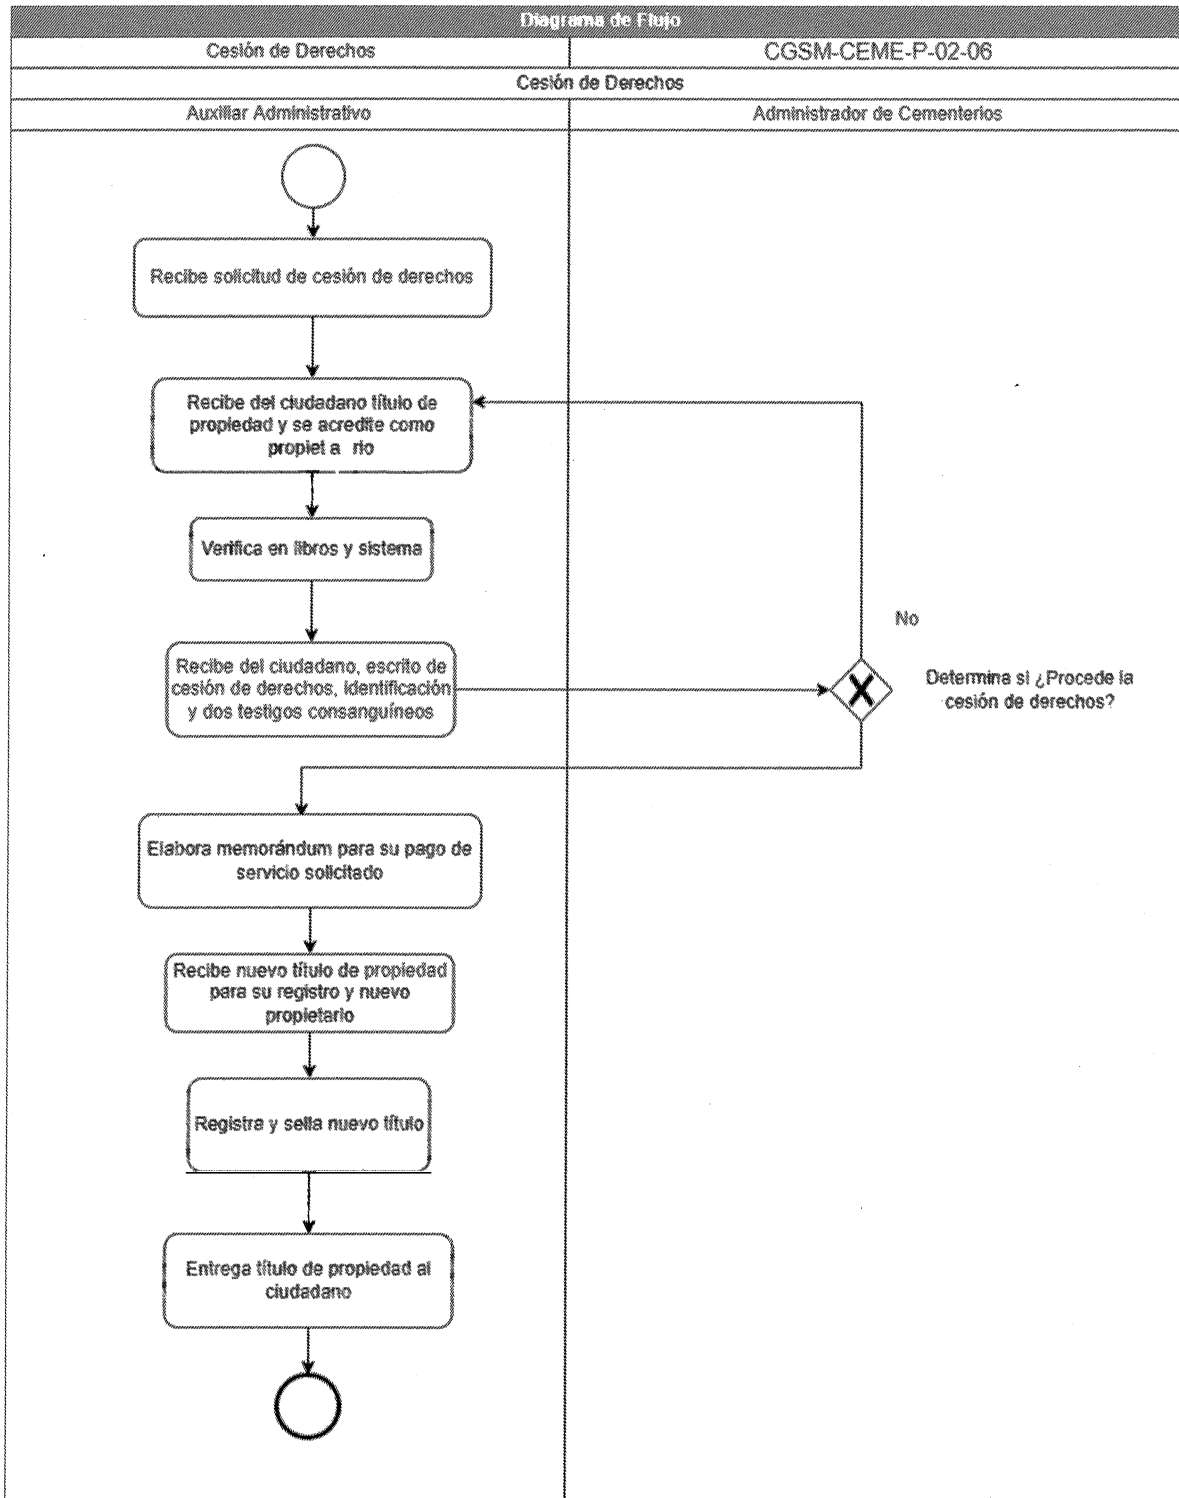 Diagrama de Flujo
Cesión de Derechos
CGSM-CEME-P-02-06
Cesión de Derechos
Auxiliar Administrativo
Administrador de Cementerios
Recibe solicitud de cesión de derechos
Recibe del ciudadano título de
propiedad y se acredite como
propiet a rio
Verifica en libros y sistema
No
Recibe del ciudadano, escrito de
cesión de derechos, identificación
y dos testigos consanguíneos
Determina si ¿Procede la
cesión de derechos?
Elabora memorándum para su pago de
servicio solicitado
Recibe nuevo título de propiedad
para su registro y nuevo
propietario
Registra y sella nuevo título
Entrega título de propiedad al
ciudadano